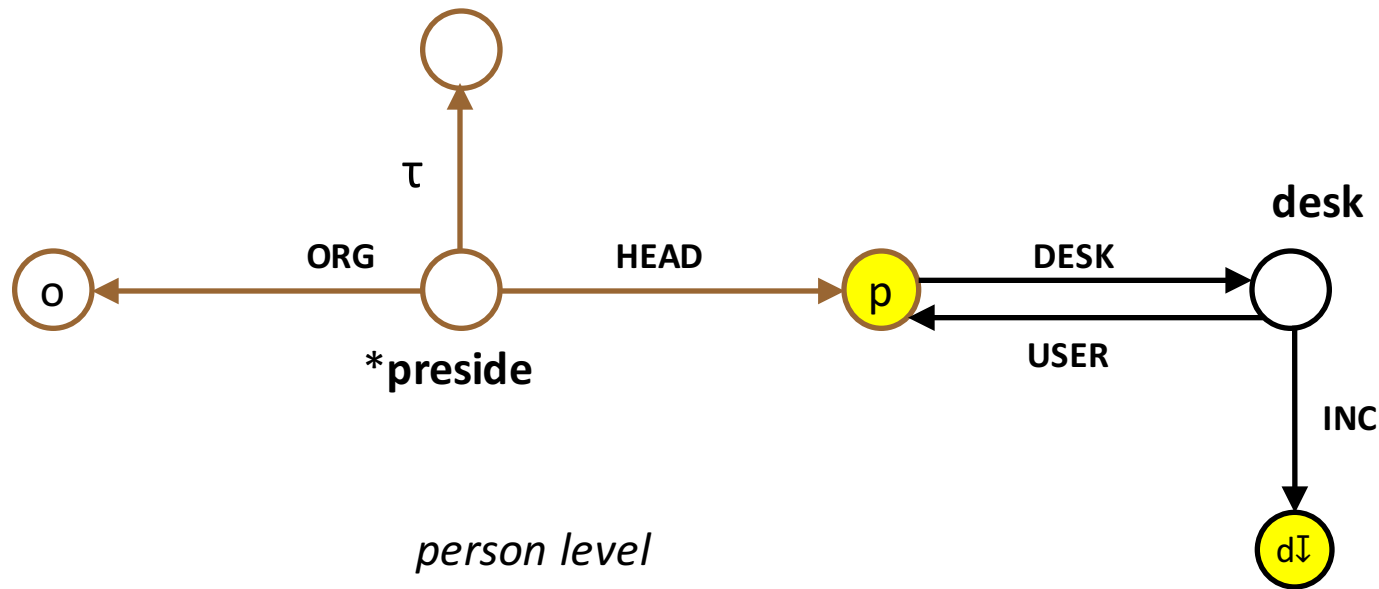 τ
desk
ORG
HEAD
DESK
o
p
USER
*preside
INC
person level
d↧